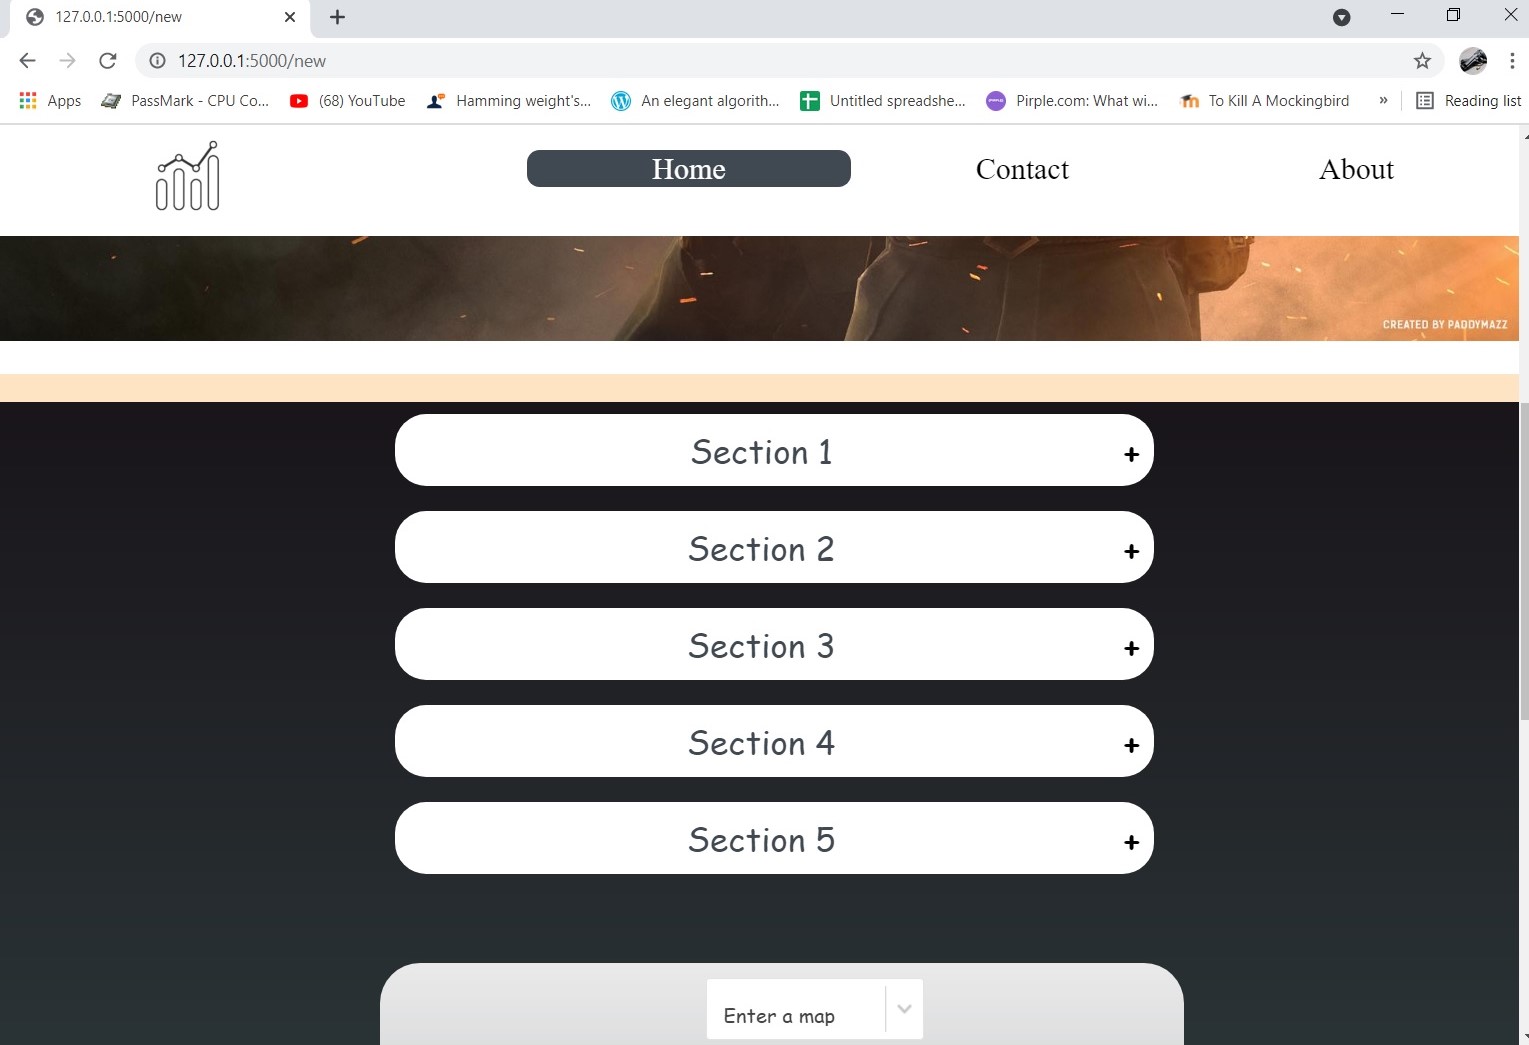 127.0.0.1:5000/new
127.0.0.1:5000/new
Apps PassMark - CPU Co... (68) YouTube Hamming weight's... An elegant algorith... Untitled spreadshe... Pirple.com: What wi... To Kill A Mockingbird » Reading list
Home Contact About
CREATED BY PADDYMAZZ
Section 1 +
Section 2 +
Section 3 +
Section 4 +
Section 5 +
Enter a map